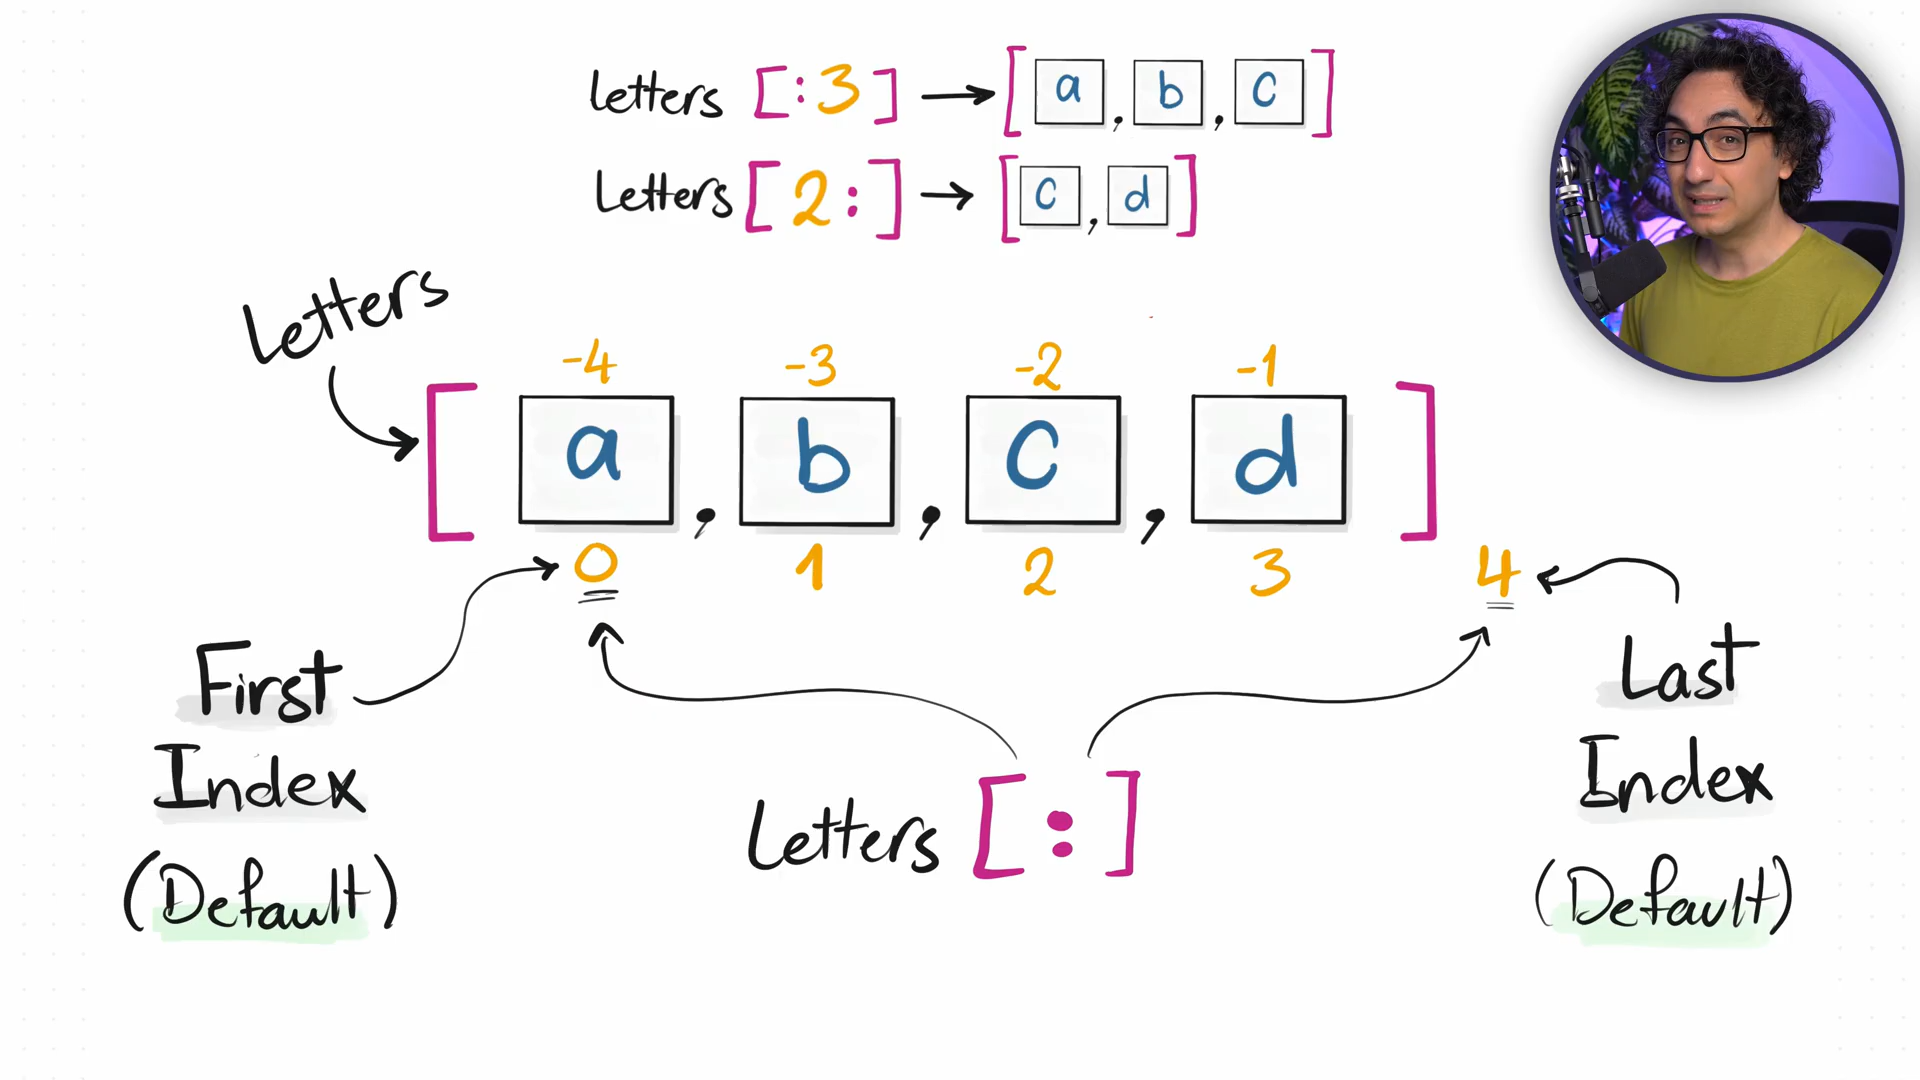 Letters [:3] → [a, b, c]
Letters [2:] → [c, d]
Letters
-4 -3 -2 -1
[a, b, c, d]
0 1 2 3 4
First
Index
(Default)
Letters [:]
Last
Index
(Default)